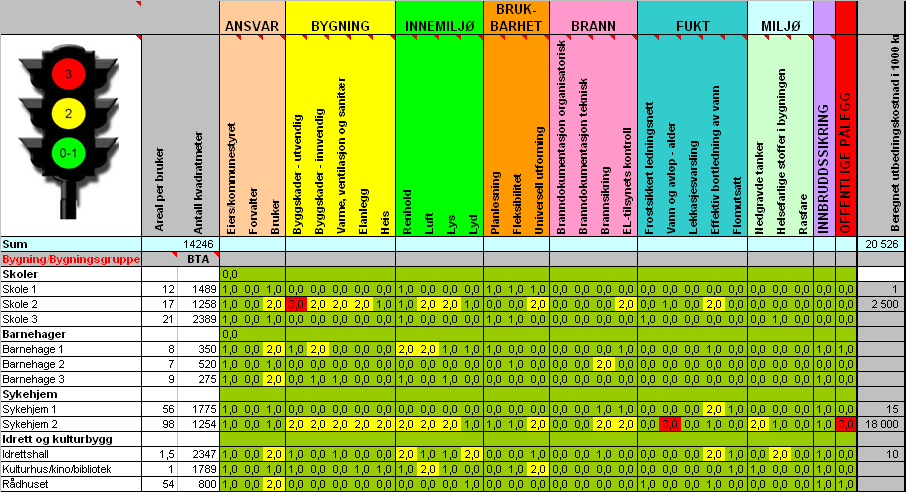 ANSVAR BYGNING INNEMILJØ BRUK-BARHET BRANN FUKT MILJØ
3
2
0-1
Areal per bruker
Antall kvadratmeter
Eiers:kommunestyret
Forvalter
Bruker
Byggskader - utvendig
Byggskader - innvendig
Varme, ventilasjon og sanitær
Elanlegg
Heis
Renhold
Luft
Lys
Lyd
Planløsning
Fleksibilitet
Universell utforming
Branndokumentasjon organisatorisk
Branndokumentasjon teknisk
Brannsikring
EL-tilsynets kontroll
Frostsikkert ledningsnett
Vann og avløp - alder
Lekkasjevarsling
Effektiv bortledning av vann
Flomutsatt
Nedgravde tanker
Helsefarlige stoffer i bygningen
Rasfare
INNBRUDDSSIKRING
OFFENTLIGE PÅLEGG
Beregnet utbedringskostnad i 1000 kr
Sum 14246 20 526
Bygning/Bygningsgruppe BTA
Skoler 0,0
Skole 1 12 1489 1,0 0,0 1,0 0,0 0,0 0,0 0,0 0,0 0,0 0,0 0,0 0,0 1,0 1,0 1,0 0,0 0,0 0,0 0,0 0,0 0,0 0,0 1,0 0,0 0,0 0,0 0,0 0,0 0,0 1
Skole 2 17 1258 1,0 0,0 2,0 3,0 2,0 2,0 2,0 1,0 0,0 2,0 2,0 1,0 0,0 0,0 2,0 0,0 0,0 0,0 2,0 0,0 0,0 0,0 2,0 0,0 0,0 0,0 0,0 1,0 0,0 2 500
Skole 3 21 2389 1,0 0,0 1,0 0,0 0,0 0,0 0,0 0,0 0,0 0,0 0,0 0,0 0,0 1,0 0,0 0,0 0,0 0,0 0,0 0,0 1,0 0,0 0,0 0,0 0,0 1,0 0,0 0,0 0,0
Barnehager 0,0
Barnehage 1 8 350 1,0 0,0 2,0 1,0 2,0 0,0 0,0 0,0 2,0 2,0 1,0 1,0 0,0 0,0 0,0 0,0 0,0 0,0 1,0 0,0 0,0 0,0 1,0 0,0 1,0 0,0 0,0 1,0 1,0
Barnehage 2 7 520 1,0 0,0 1,0 0,0 0,0 0,0 0,0 0,0 0,0 0,0 0,0 1,0 1,0 0,0 0,0 0,0 0,0 2,0 0,0 0,0 0,0 0,0 1,0 0,0 0,0 0,0 0,0 0,0 0,0
Barnehage 3 9 275 1,0 0,0 2,0 0,0 1,0 1,0 0,0 0,0 1,0 0,0 1,0 0,0 0,0 0,0 0,0 0,0 0,0 0,0 0,0 0,0 0,0 0,0 0,0 0,0 0,0 0,0 0,0 1,0 0,0
Sykehjem
Sykehjem 1 56 1775 1,0 0,0 1,0 0,0 0,0 0,0 0,0 0,0 0,0 0,0 0,0 0,0 0,0 0,0 0,0 0,0 1,0 1,0 0,0 0,0 0,0 0,0 2,0 1,0 0,0 0,0 0,0 1,0 0,0 15
Sykehjem 2 98 1254 1,0 0,0 1,0 2,0 2,0 2,0 2,0 2,0 2,0 2,0 2,0 0,0 1,0 1,0 2,0 0,0 0,0 2,0 2,0 0,0 3,0 0,0 1,0 0,0 2,0 0,0 0,0 1,0 3,0 18 000
Idrett og kulturbygg
Idrettshall 1,5 2347 1,0 0,0 1,0 0,0 0,0 1,0 1,0 0,0 2,0 1,0 1,0 2,0 0,0 0,0 1,0 0,0 0,0 0,0 1,0 0,0 0,0 0,0 2,0 0,0 1,0 2,0 0,0 1,0 0,0 10
Kulturhus/kino/bibliotek 1 1789 1,0 0,0 1,0 1,0 0,0 1,0 1,0 1,0 0,0 2,0 1,0 0,0 0,0 0,0 2,0 0,0 0,0 0,0 0,0 0,0 0,0 0,0 0,0 0,0 0,0 0,0 0,0 1,0 0,0
Rådhuset 54 800 1,0 0,0 2,0 0,0 0,0 0,0 0,0 0,0 0,0 0,0 0,0 1,0 1,0 0,0 0,0 0,0 0,0 0,0 0,0 0,0 0,0 0,0 1,0 0,0 0,0 0,0 0,0 1,0 0,0